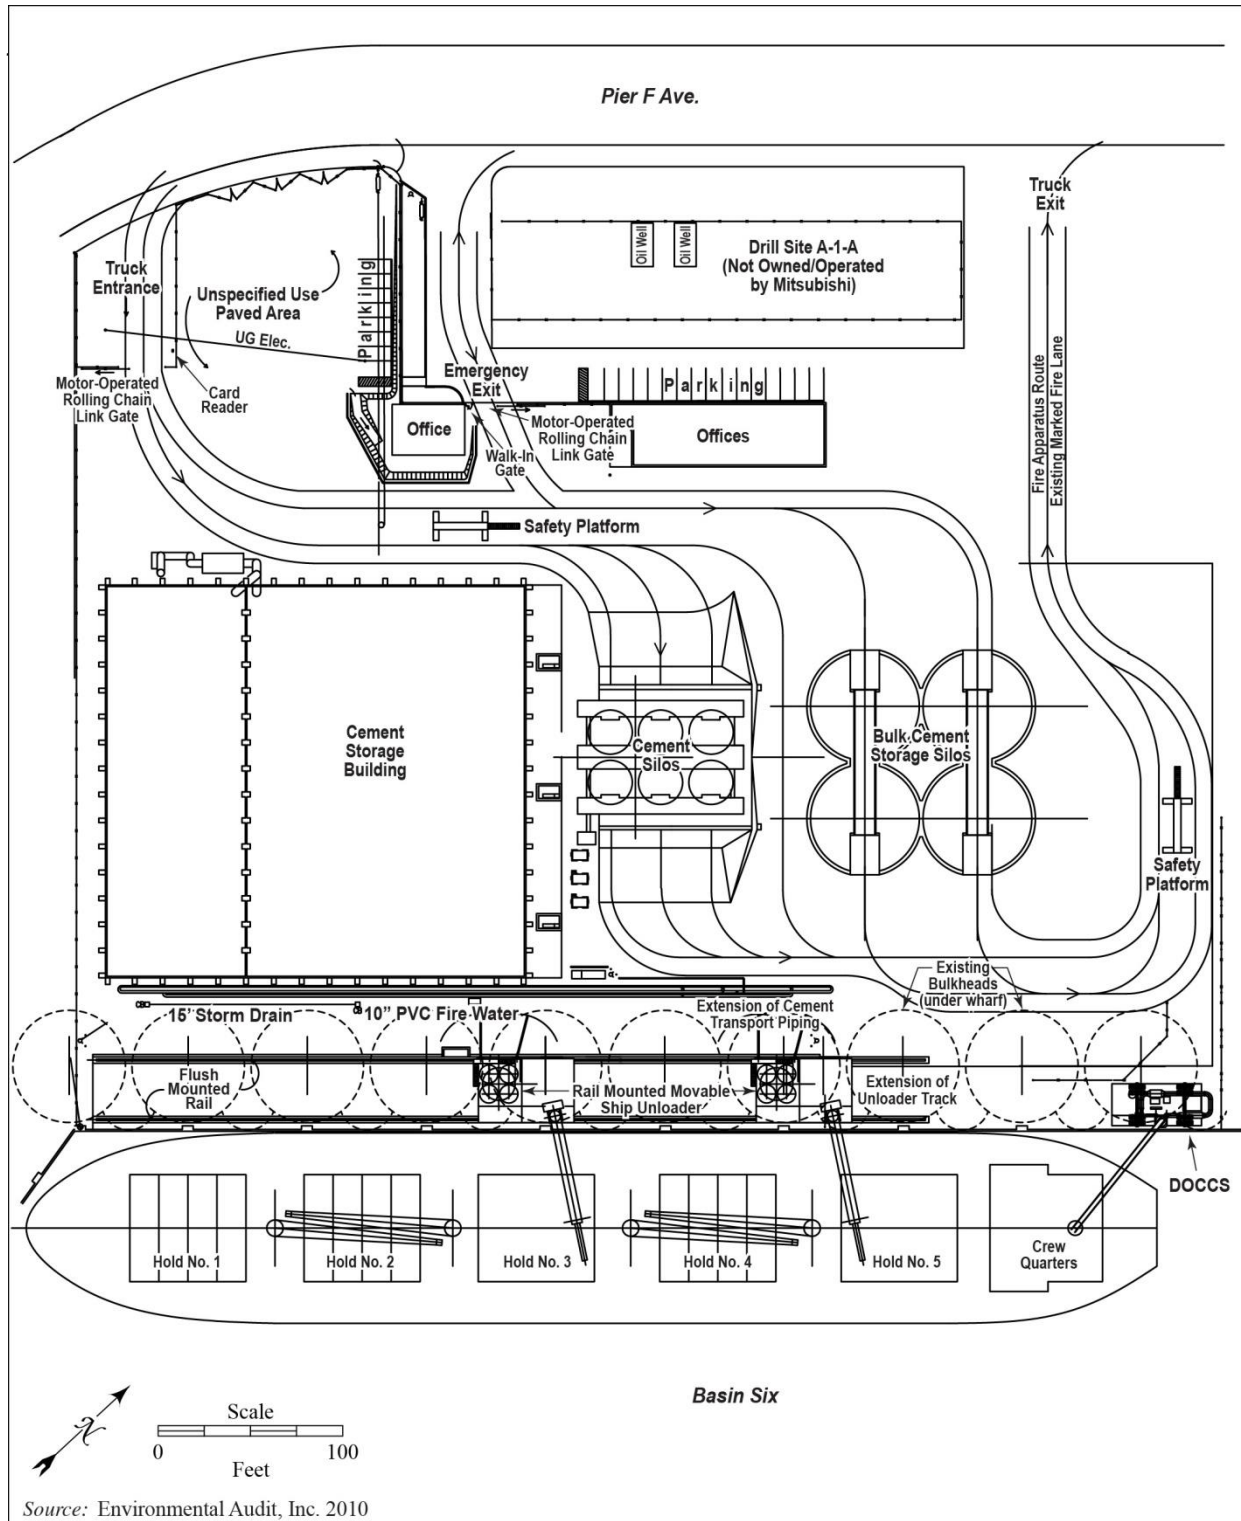 Pier F Ave.
Truck
Exit
Oil Well
Oil Well
Drill Site A-1-A
(Not Owned/Operated
by Mitsubishi)
Truck
Entrance
Unspecified Use
Paved Area
UG Elec.
Parking
Motor-Operated
Rolling Chain
Link Gate
Card
Reader
Emergency
Exit
Parking
Office
Motor-Operated
Rolling Chain
Link Gate
Walk-In
Gate
Offices
Fire Apparatus Route
Existing Marked Fire Lane
Safety Platform
Cement
Storage
Building
Cement
Silos
Bulk Cement
Storage Silos
Safety
Platform
Existing
Bulkheads
(under wharf)
15' Storm Drain
10" PVC Fire Water
Extension of Cement
Transport Piping
Flush
Mounted
Rail
Rail Mounted Movable
Ship Unloader
Extension of
Unloader Track
DOCCS
Hold No. 1
Hold No. 2
Hold No. 3
Hold No. 4
Hold No. 5
Crew
Quarters
Basin Six
N
Scale
0 100
Feet
Source: Environmental Audit, Inc. 2010